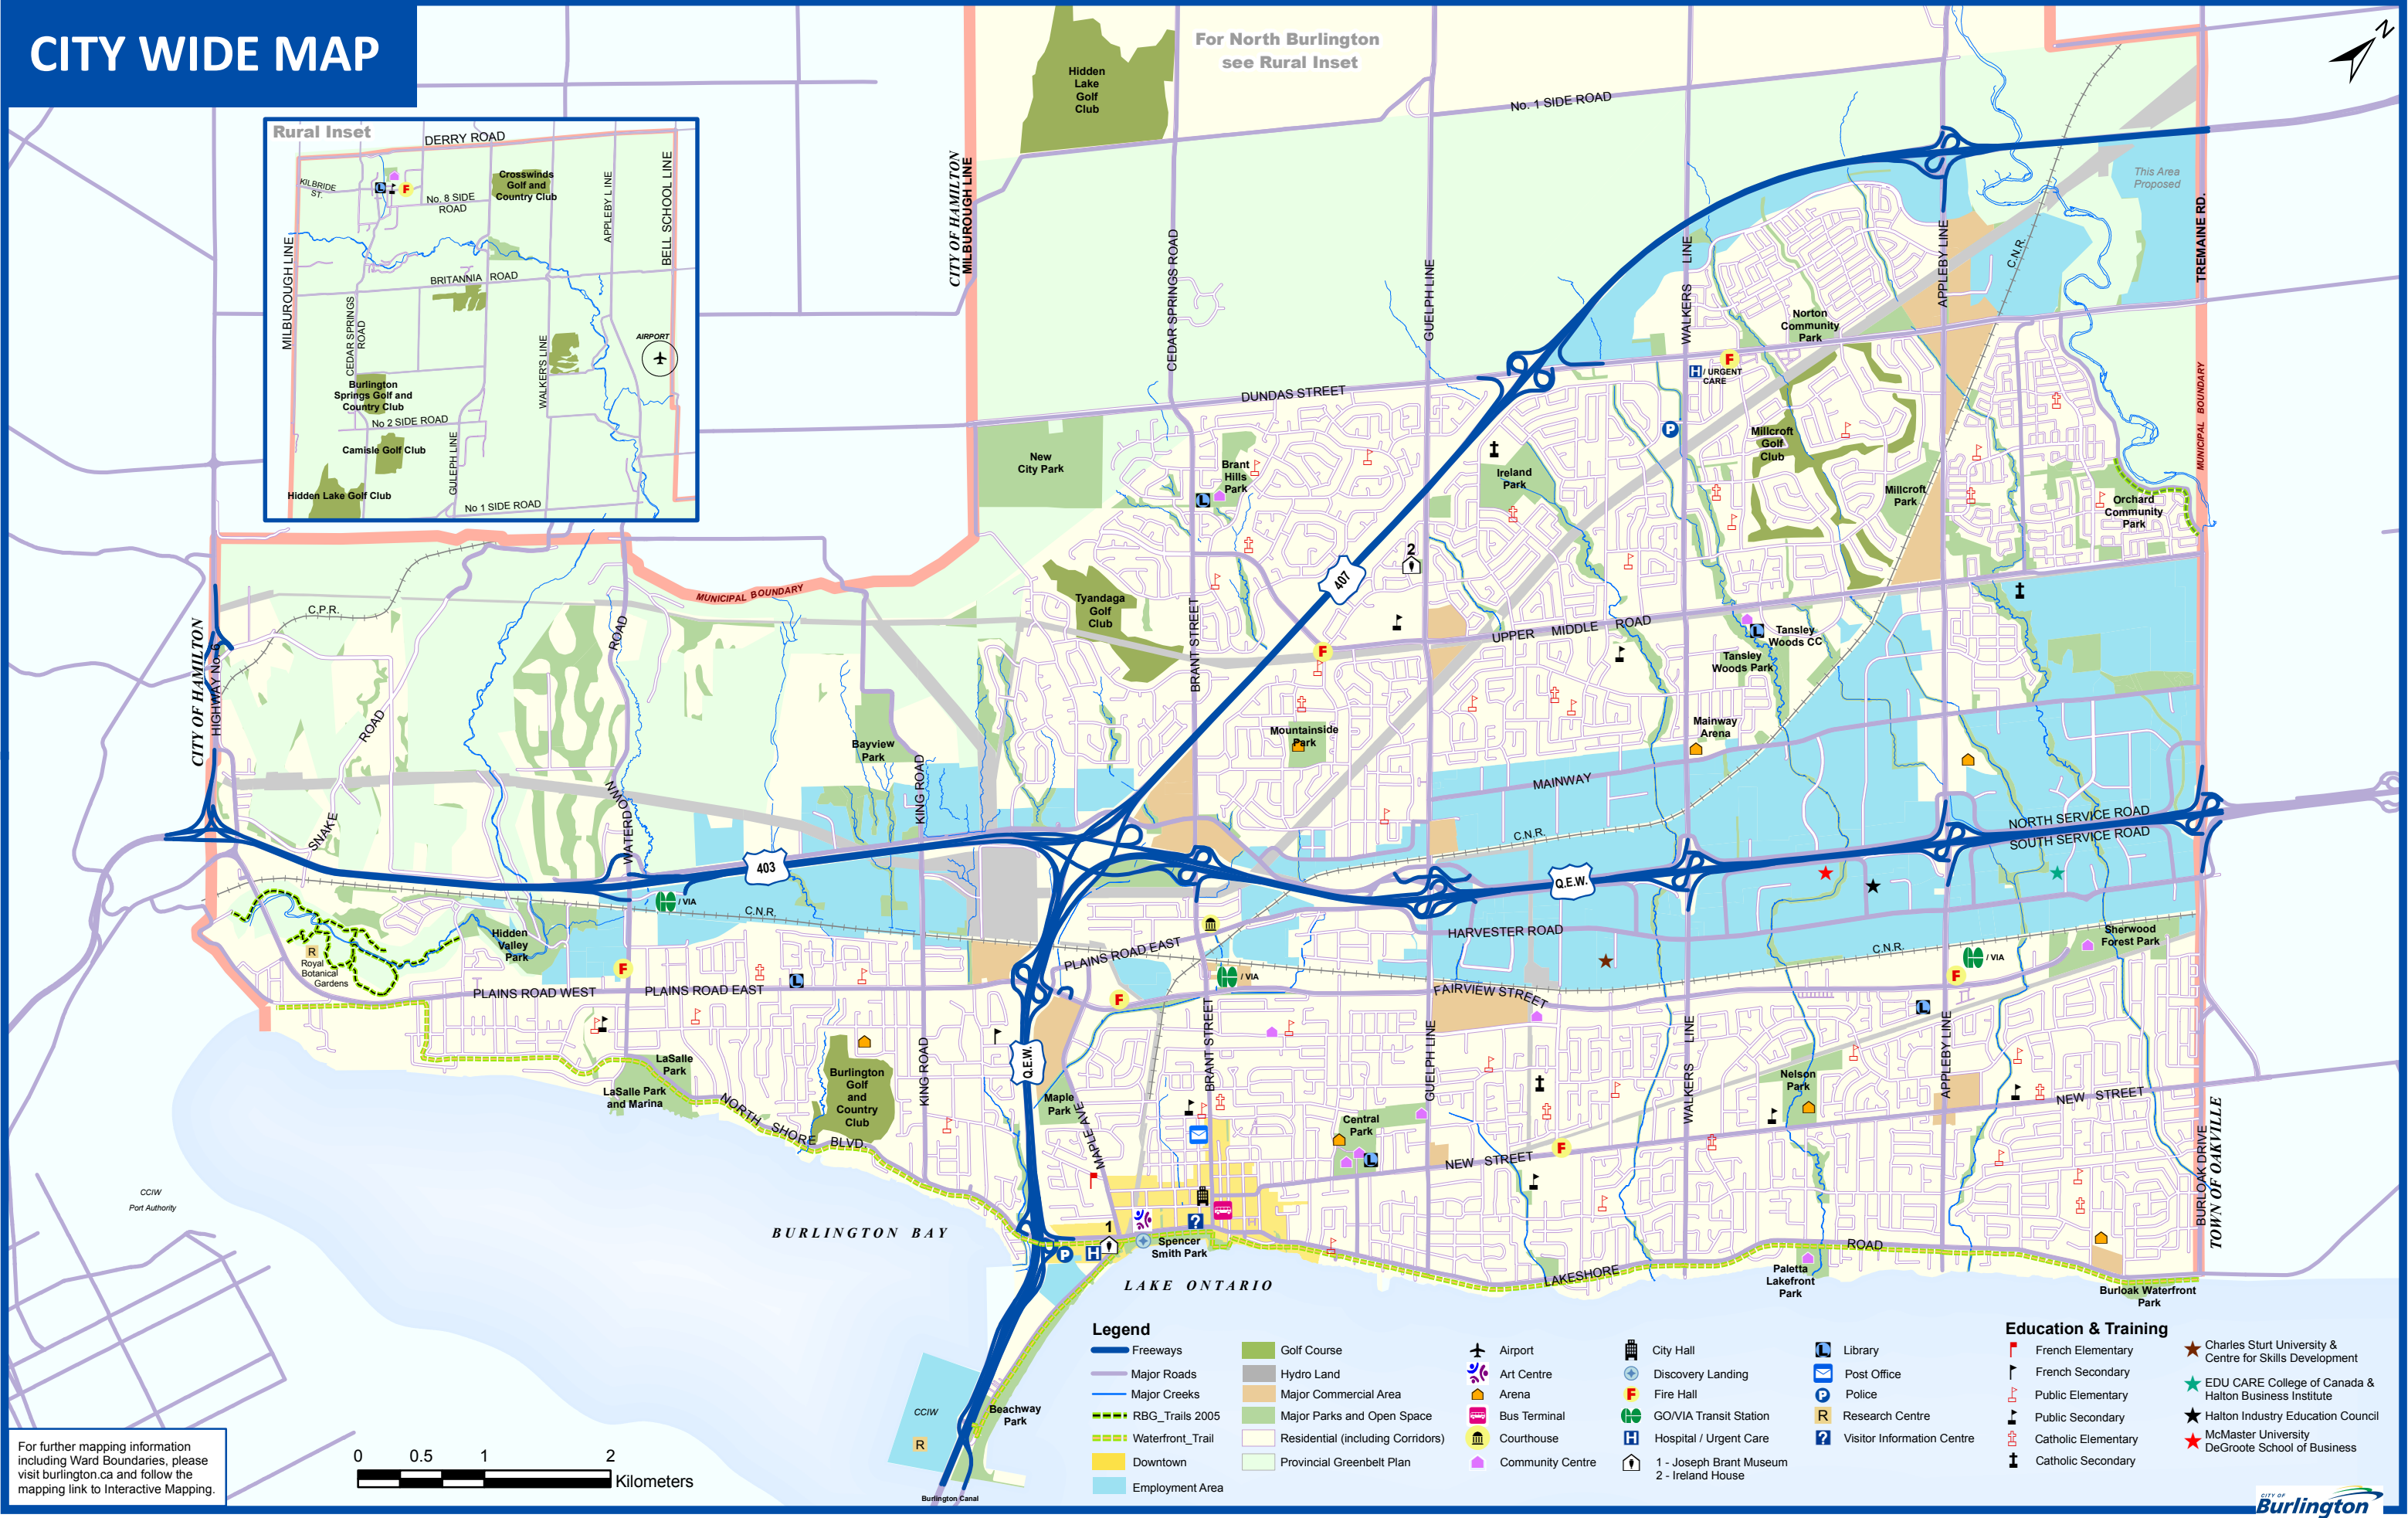 CITY WIDE MAP
For North Burlington
see Rural Inset
N
Rural Inset
DERRY ROAD
KILBRIDE
ST.
L
F
No. 8 SIDE
ROAD
Crosswinds
Golf and
Country Club
APPLEBY L INE
BELL SCHOOL LINE
MILBUROUGH LINE
BRITANNIA ROAD
CEDAR SPRINGS
ROAD
WALKER'S LINE
AIRPORT
Burlington
Springs Golf and
Country Club
No 2 SIDE ROAD
Camisle Golf Club
GULEPH LINE
Hidden Lake Golf Club
No 1 SIDE ROAD
Hidden
Lake
Golf
Club
No. 1 SIDE ROAD
CITY OF HAMILTON
MILBOROUGH LINE
CEDAR SPRINGS ROAD
GUELPH LINE
WALKERS LINE
APPLEBY LINE
C.N.R.
This Area
Proposed
TREMAINE RD.
MUNICIPAL BOUNDARY
Norton
Community
Park
F
H / URGENT
CARE
DUNDAS STREET
P
Millcroft
Golf
Club
New
City Park
Brant
Hills
Park
L
Ireland
Park
Millcroft
Park
Orchard
Community
Park
2
407
MUNICIPAL BOUNDARY
C.P.R.
CITY OF HAMILTON
HIGHWAY No. 6
Tyandaga
Golf
Club
BRANT STREET
F
UPPER MIDDLE ROAD
L
Tansley
Woods CC
Tansley
Woods Park
ROAD
ROAD
Bayview
Park
Mountainside
Park
Mainway
Arena
MAINWAY
KING ROAD
SNAKE
WATERDOWN
NORTH SERVICE ROAD
SOUTH SERVICE ROAD
C.N.R.
403
Q.E.W.
/ VIA
C.N.R.
HARVESTER ROAD
C.N.R.
Sherwood
Forest Park
Hidden
Valley
Park
R
Royal
Botanical
Gardens
F
PLAINS ROAD EAST
/ VIA
/ VIA
F
L
PLAINS ROAD WEST
PLAINS ROAD EAST
L
F
FAIRVIEW STREET
LaSalle
Park
LaSalle Park
and Marina
NORTH SHORE BLVD.
Burlington
Golf
and
Country
Club
KING ROAD
Q.E.W.
Maple
Park
MAPLE AVE
BRANT STREET
GUELPH LINE
Central
Park
L
NEW STREET
F
WALKERS LINE
Nelson
Park
APPLEBY LINE
NEW STREET
BURLOAK DRIVE
TOWN OF OAKVILLE
CCIW
Port Authority
BURLINGTON BAY
1
P
H
?
Spencer
Smith Park
LAKE ONTARIO
LAKESHORE
ROAD
Paletta
Lakefront
Park
Burloak Waterfront
Park
CCIW
R
Beachway
Park
Burlington Canal
Legend
Freeways
Major Roads
Major Creeks
RBG_Trails 2005
Waterfront_Trail
Downtown
Employment Area
Golf Course
Hydro Land
Major Commercial Area
Major Parks and Open Space
Residential (including Corridors)
Provincial Greenbelt Plan
Airport
Art Centre
Arena
Bus Terminal
Courthouse
Community Centre
City Hall
Discovery Landing
F Fire Hall
GO/VIA Transit Station
H Hospital / Urgent Care
1 - Joseph Brant Museum
2 - Ireland House
L Library
Post Office
P Police
R Research Centre
? Visitor Information Centre
Education & Training
French Elementary
French Secondary
Public Elementary
Public Secondary
Catholic Elementary
Catholic Secondary
Charles Sturt University &
Centre for Skills Development
EDU CARE College of Canada &
Halton Business Institute
Halton Industry Education Council
McMaster University
DeGroote School of Business
For further mapping information
including Ward Boundaries, please
visit burlington.ca and follow the
mapping link to Interactive Mapping.
0 0.5 1 2
Kilometers
CITY OF
Burlington